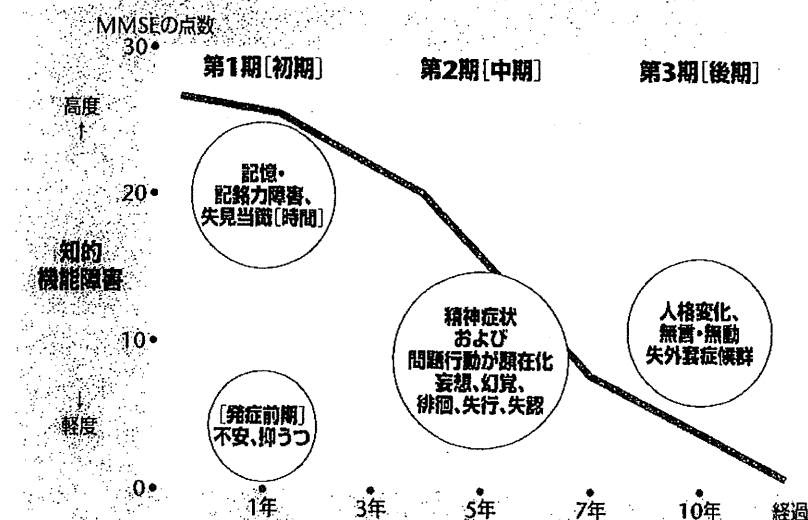 MMSEの点数
30
第1期[初期]
第2期[中期]
第3期[後期]
高度
↑
記憶・
記銘力障害、
失見当識[時間]
20
知的
機能障害
精神症状
および
問題行動が顕在化
妄想、幻覚、
徘徊、失行、失認
人格変化、
無言・無動
失外套症候群
10
↓
軽度
[発症前期]
不安、抑うつ
0
1年
3年
5年
7年
10年
経過